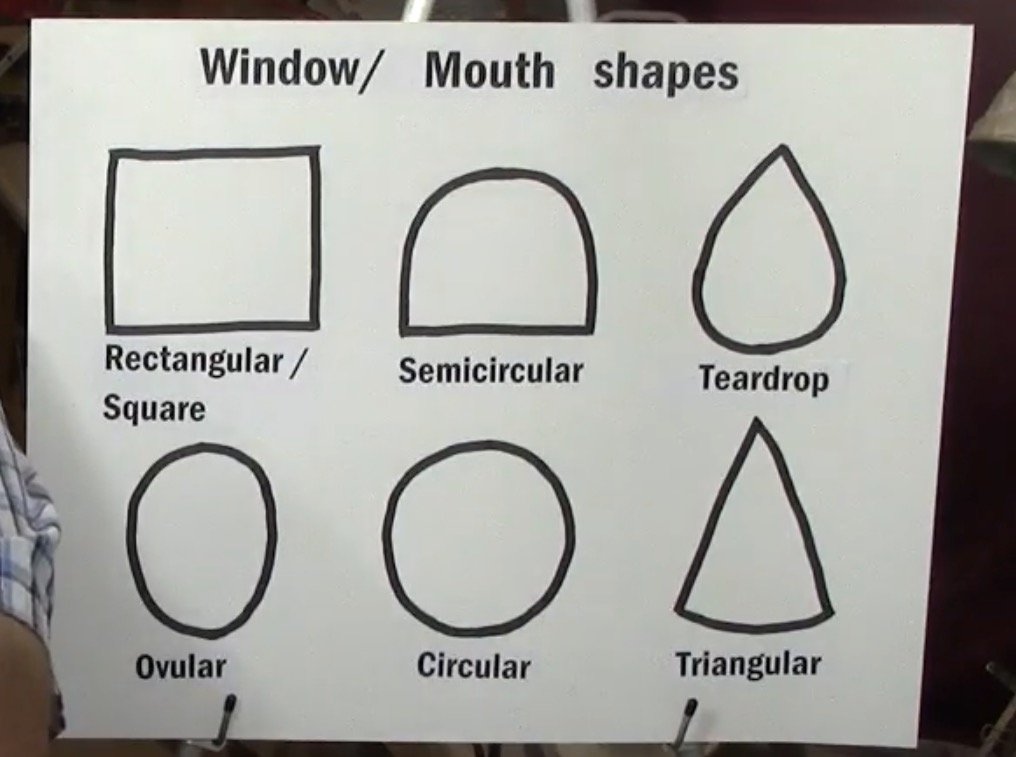 Window/ Mouth shapes
Rectangular /
Square
Semicircular
Teardrop
Ovular
Circular
Triangular